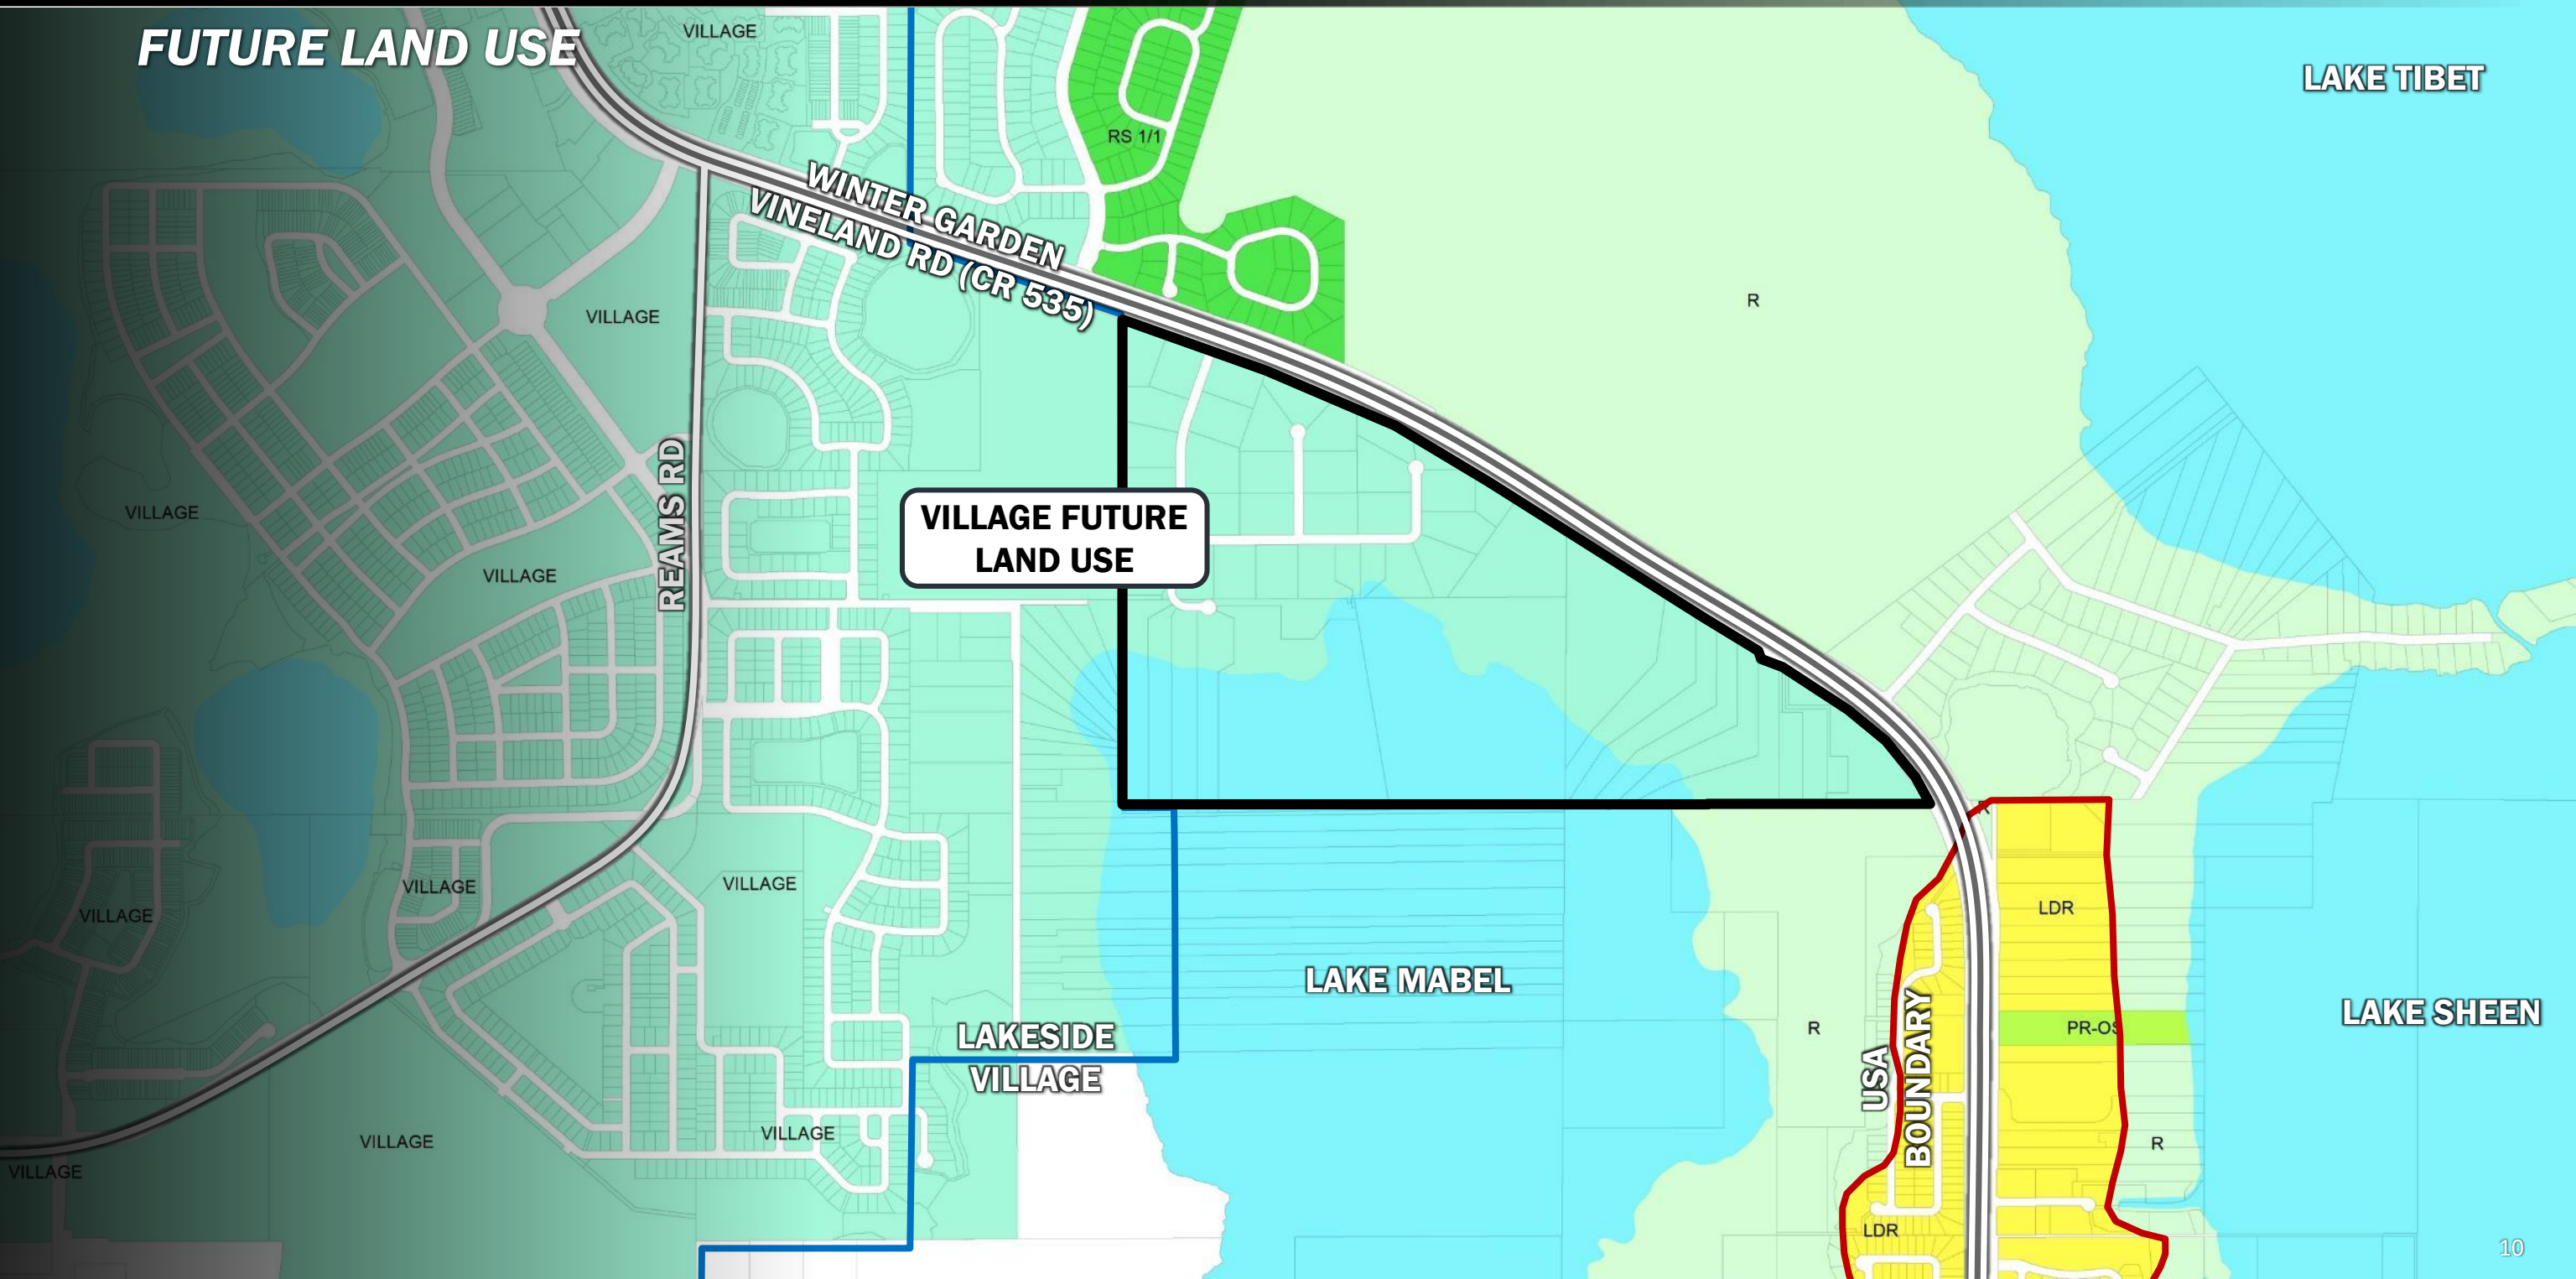 FUTURE LAND USE
VILLAGE
LAKE TIBET
RS 1/1
WINTER GARDEN
VINELAND RD (CR 535)
R
VILLAGE
REAMS RD
VILLAGE
VILLAGE FUTURE
LAND USE
VILLAGE
R
VILLAGE
VILLAGE
VILLAGE
LDR
LAKE MABEL
LAKE SHEEN
R
PR-OS
LAKESIDE
VILLAGE
USA
BOUNDARY
VILLAGE
VILLAGE
R
VILLAGE
LDR
10